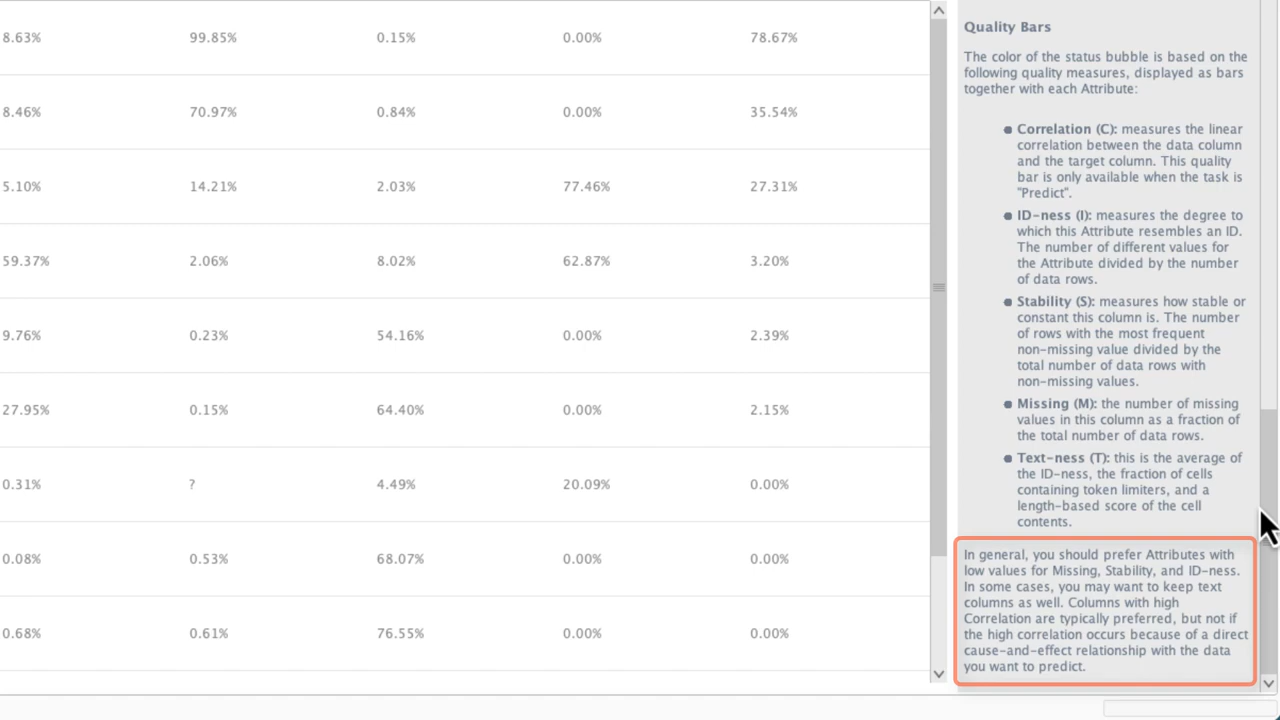 8.63% 99.85% 0.15% 0.00% 78.67%
8.46% 70.97% 0.84% 0.00% 35.54%
5.10% 14.21% 2.03% 77.46% 27.31%
59.37% 2.06% 8.02% 62.87% 3.20%
9.76% 0.23% 54.16% 0.00% 2.39%
27.95% 0.15% 64.40% 0.00% 2.15%
0.31% ? 4.49% 20.09% 0.00%
0.08% 0.53% 68.07% 0.00% 0.00%
0.68% 0.61% 76.55% 0.00% 0.00%
Quality Bars
The color of the status bubble is based on the
following quality measures, displayed as bars
together with each Attribute:
Correlation (C): measures the linear
correlation between the data column
and the target column. This quality
bar is only available when the task is
"Predict".
ID-ness (I): measures the degree to
which this Attribute resembles an ID.
The number of different values for
the Attribute divided by the number
of data rows.
Stability (S): measures how stable or
constant this column is. The number
of rows with the most frequent
non-missing value divided by the
total number of data rows with
non-missing values.
Missing (M): the number of missing
values in this column as a fraction of
the total number of data rows.
Text-ness (T): this is the average of
the ID-ness, the fraction of cells
containing token limiters, and a
length-based score of the cell
contents.
In general, you should prefer Attributes with
low values for Missing, Stability, and ID-ness.
In some cases, you may want to keep text
columns as well. Columns with high
Correlation are typically preferred, but not if
the high correlation occurs because of a direct
cause-and-effect relationship with the data
you want to predict.